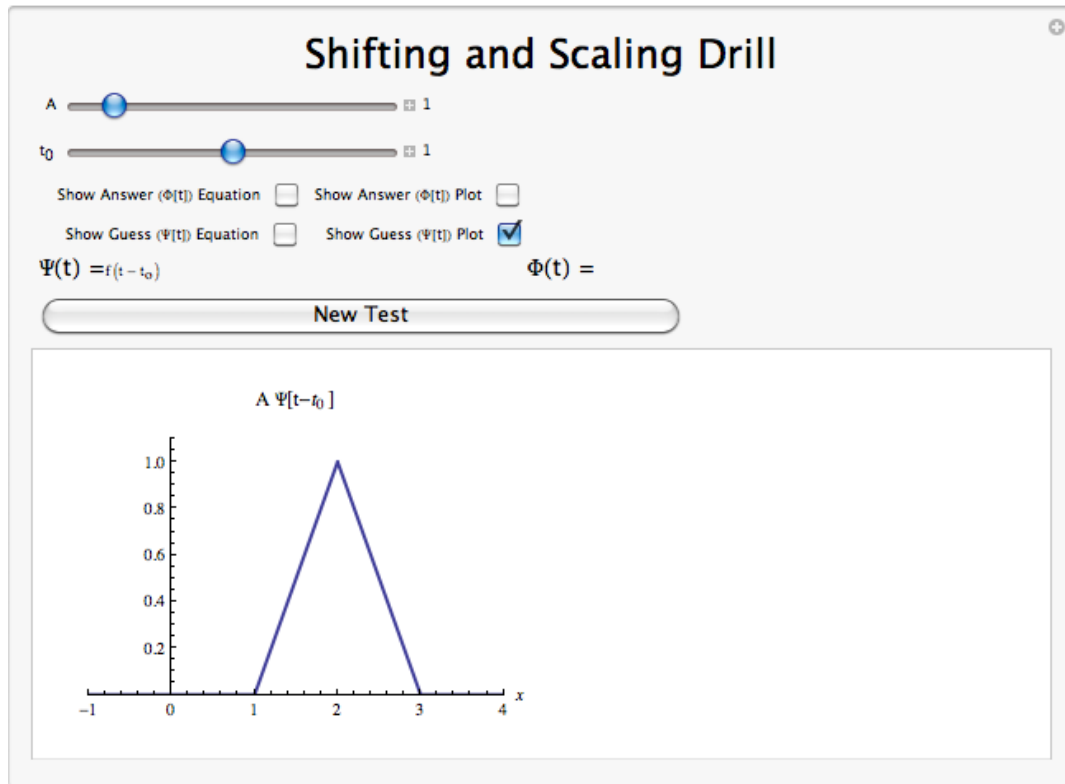 Shifting and Scaling Drill
A 1
t₀ 1
Show Answer (Φ[t]) Equation Show Answer (Φ[t]) Plot
Show Guess (Ψ[t]) Equation Show Guess (Ψ[t]) Plot
Ψ(t) =f(t − t₀) Φ(t) =
New Test
A Ψ[t−t₀]
1.0
0.8
0.6
0.4
0.2
−1 0 1 2 3 4 x